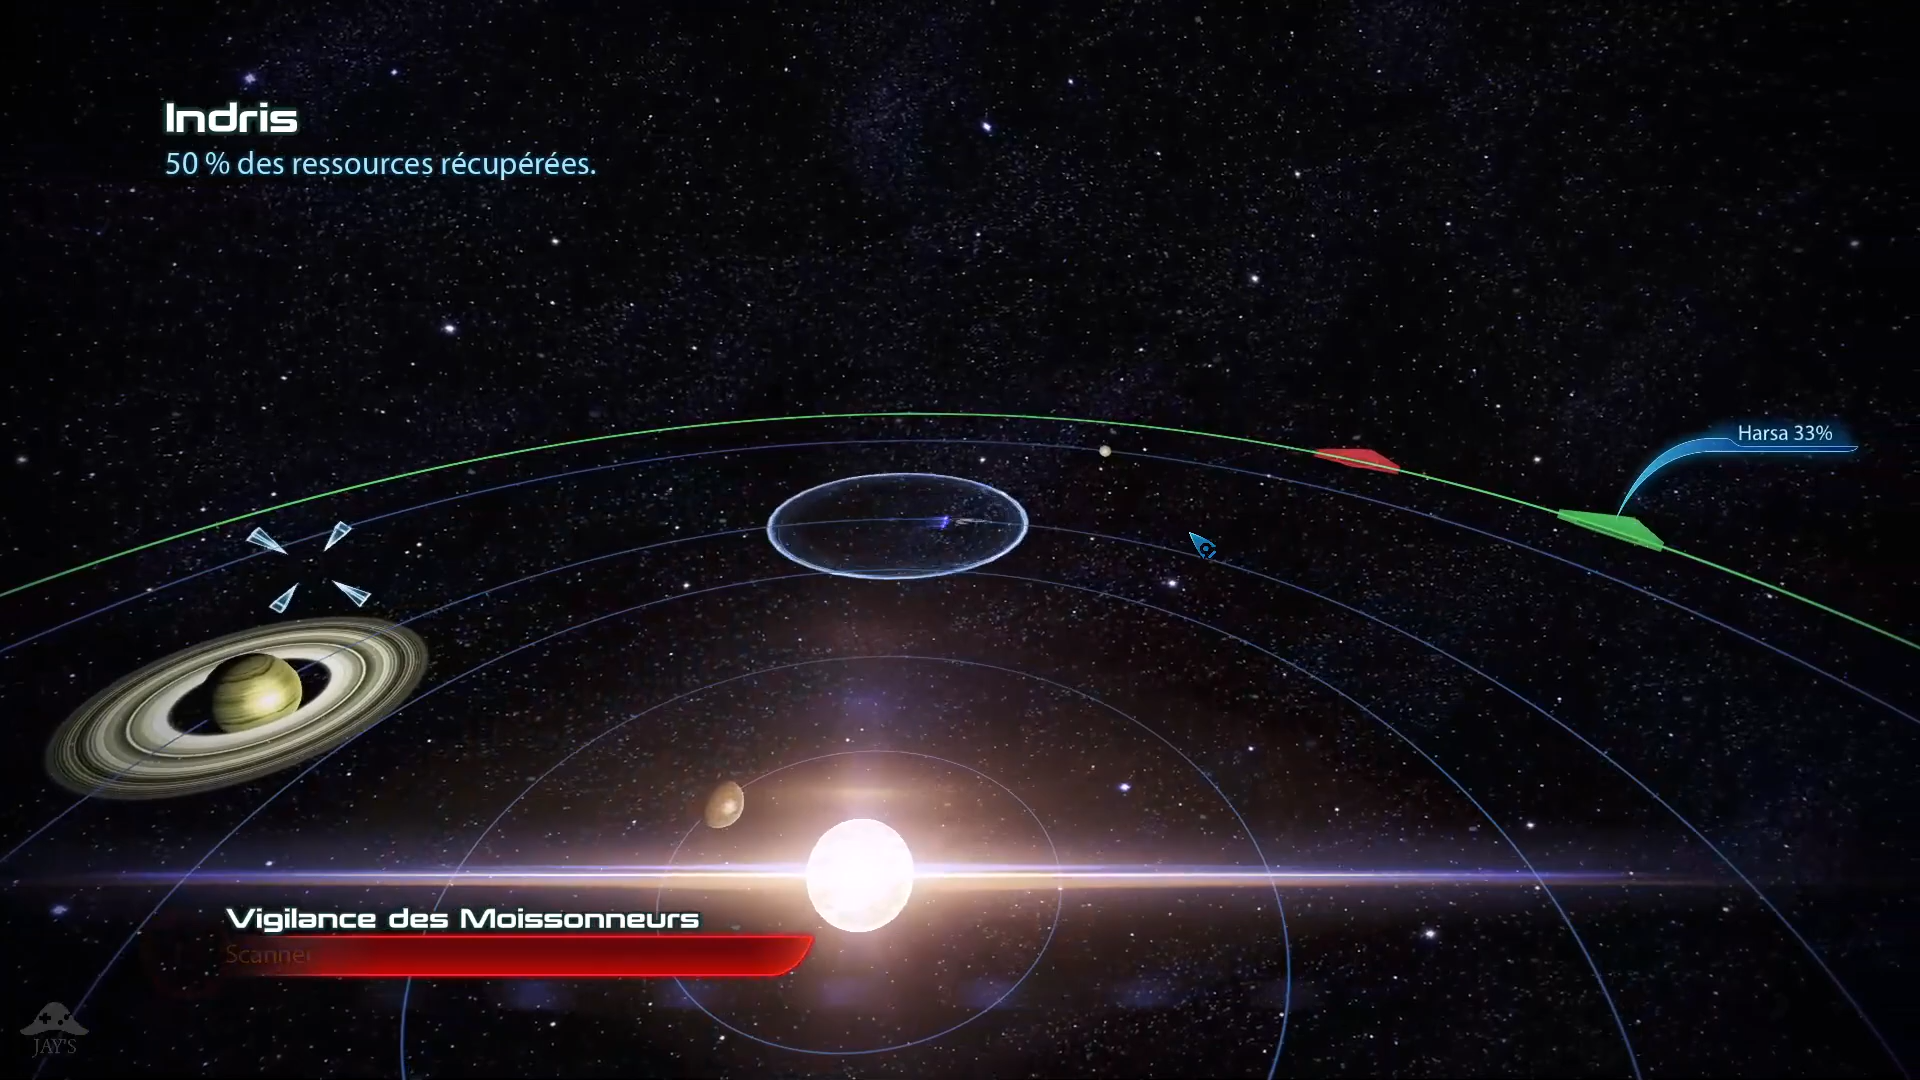 Indris
50 % des ressources récupérées.
Harsa 33%
Vigilance des Moissonneurs
Scanner
JAY'S